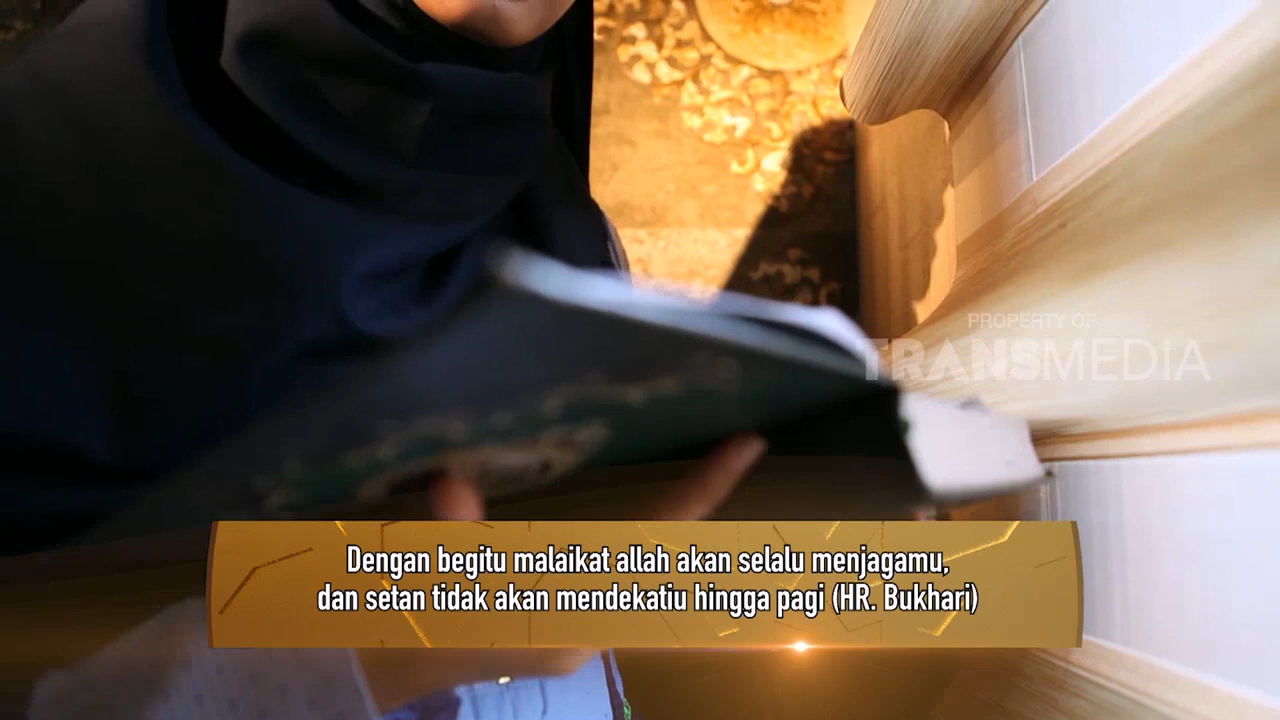 PROPERTY OF
TRANSMEDIA
Dengan begitu malaikat allah akan selalu menjagamu,
dan setan tidak akan mendekatiu hingga pagi (HR. Bukhari)